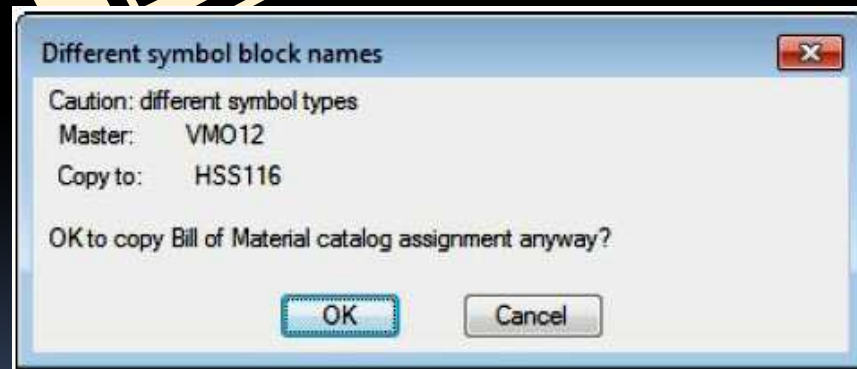 Different symbol block names
Caution: different symbol types
Master: VMO12
Copy to: HSS116
OK to copy Bill of Material catalog assignment anyway?
OK Cancel